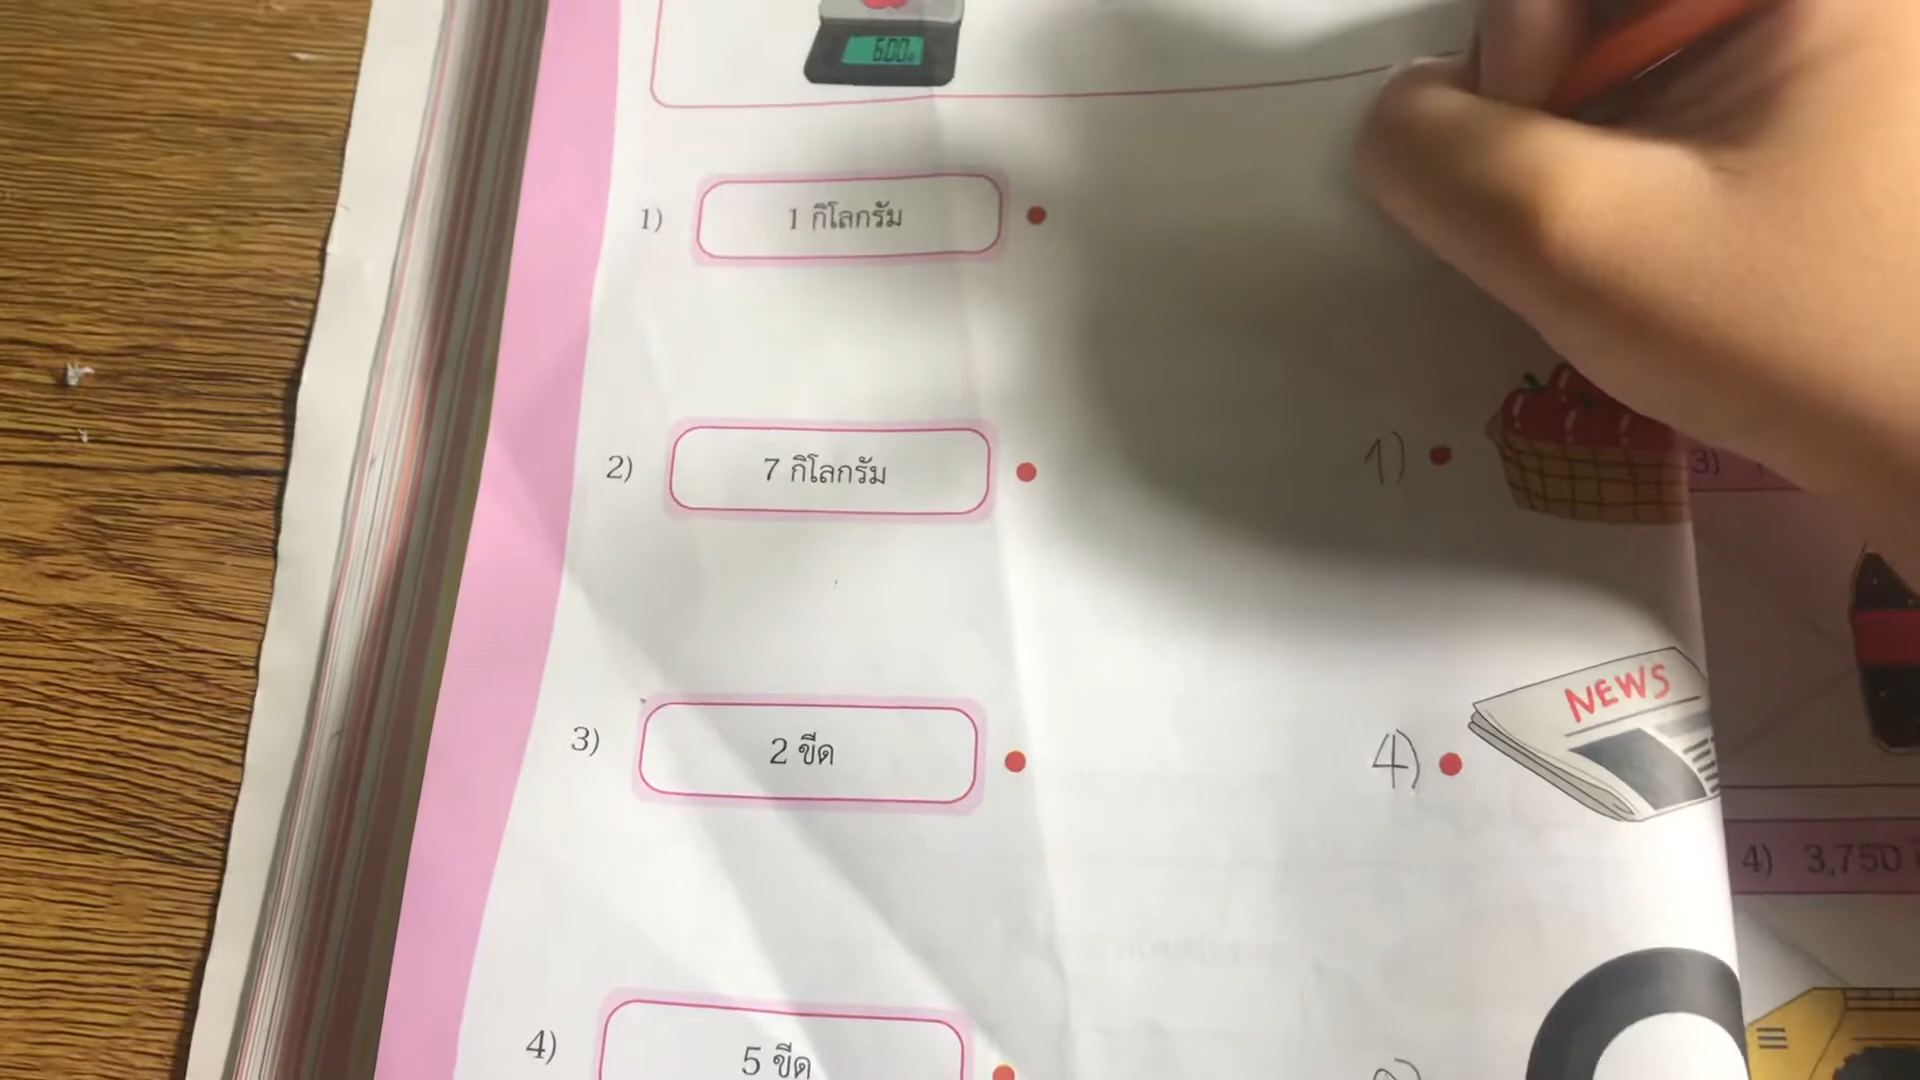 600
1) 1 กิโลกรัม
2) 7 กิโลกรัม
1)
3)
3) 2 ขีด
4)
NEWS
4) 3,750
4) 5 ขีด